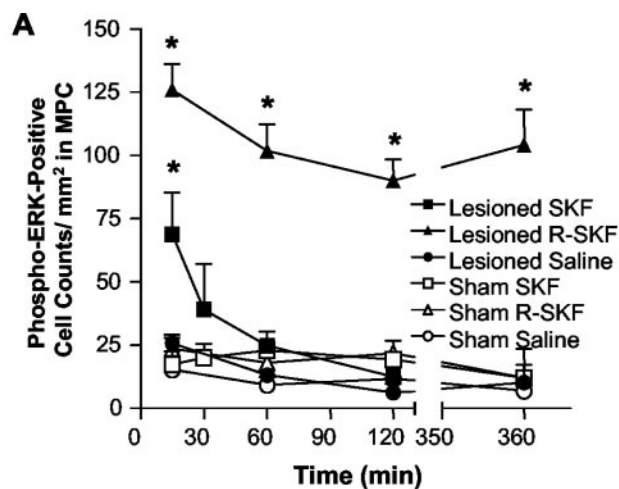 A
Phospho-ERK-Positive
Cell Counts/ mm² in MPC
150
125
100
75
50
25
0
* * * *
*
Lesioned SKF
Lesioned R-SKF
Lesioned Saline
Sham SKF
Sham R-SKF
Sham Saline
0 30 60 90 120 350 360
Time (min)